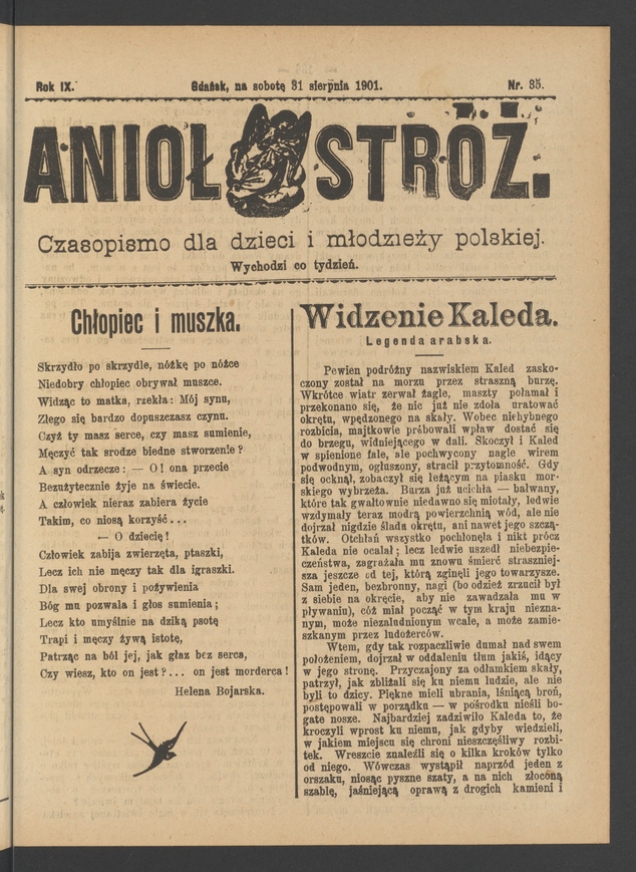 Rok IX.
Gdańsk, na sobotę 31 sierpnia 1901.
Nr. 35.
ANIOŁ STRÓŻ.
Czasopismo dla dzieci i młodzieży polskiej.
Wychodzi co tydzień.
Chłopiec i muszka.
Skrzydło po skrzydle, nóżkę po nóżce
Niedobry chłopiec obrywał muszce.
Widząc to matka, rzekła: Mój synu,
Złego się bardzo dopuszczasz czynu.
Czyż ty masz serce, czy masz sumienie,
Męczyć tak srodze biedne stworzenie?
A syn odrzecze: — O! ona przecie
Bezużytecznie żyje na świecie.
A człowiek nieraz zabiera życie
Takim, co niosą korzyść...
— O dziecię!
Człowiek zabija zwierzęta, ptaszki,
Lecz ich nie męczy tak dla igraszki.
Dla swej obrony i pożywienia
Bóg mu pozwala i głos sumienia;
Lecz kto umyślnie na dziką psotę
Trapi i męczy żywą istotę,
Patrząc na ból jej, jak głaz bez serca,
Czy wiesz, kto on jest?... on jest morderca!
Helena Bojarska.
Widzenie Kaleda.
Legenda arabska.
Pewien podróżny nazwiskiem Kaled zasko-
czony został na morzu przez straszną burzę.
Wkrótce wiatr zerwał żagle, maszty połamał i
przekonano się, że nic już nie zdoła uratować
okrętu, wpędzonego na skały. Wobec niehybnego
rozbicia, majtkowie próbowali wpław dostać się
do brzegu, widniejącego w dali. Skoczył i Kaled
w spienione fale, ale pochwycony nagle wirem
podwodnym, ogłuszony, stracił przytomność. Gdy
się ocknął, zobaczył się leżącym na piasku mor-
skiego wybrzeża. Burza już ucichła — bałwany,
które tak gwałtownie niedawno się miotały, ledwie
wzdymały teraz modrą powierzchnią wód, ale nie
dojrzał nigdzie śladu okrętu, ani nawet jego szczą-
tków. Otchłań wszystko pochłonęła i nikt prócz
Kaleda nie ocalał; lecz ledwie uszedł niebezpie-
czeństwa, zagrażała mu znowu śmierć straszniej-
sza jeszcze od tej, którą zginęli jego towarzysze.
Sam jeden, bezbronny, nagi (bo odzież zrzucił był
z siebie na okręcie, aby nie zawadzała mu w
pływaniu), cóż miał począć w tym kraju niezna-
nym, może niezaludnionym wcale, a może zamie-
szkanym przez ludożerców.
Wtem, gdy tak rozpaczliwie dumał nad swem
położeniem, dojrzał w oddaleniu tłum jakiś, idący
w jego stronę. Przyczajony za odłamkiem skały,
patrzył, jak zbliżali się ku niemu ludzie, ale nie
byli to dzicy. Piękne mieli ubrania, lśniącą broń,
postępowali w porządku — w pośrodku nieśli bo-
gate nosze. Najbardziej zadziwiło Kaleda to, że
kroczyli wprost ku niemu, jak gdyby wiedzieli,
w jakiem miejscu się chroni nieszczęśliwy rozbi-
tek. Wreszcie znaleźli się o kilka kroków tylko
od niego. Wówczas wystąpił naprzód jeden z
orszaku, niosąc pyszne szaty, a na nich złoconą
szablę, jaśniejącą oprawą z drogich kamieni i